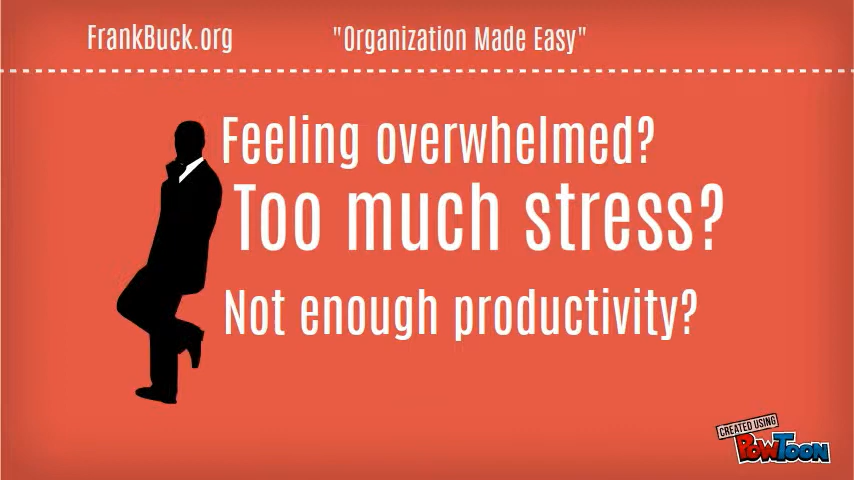 FrankBuck.org "Organization Made Easy"
Feeling overwhelmed?
Too much stress?
Not enough productivity?
CREATED USING
POWTOON